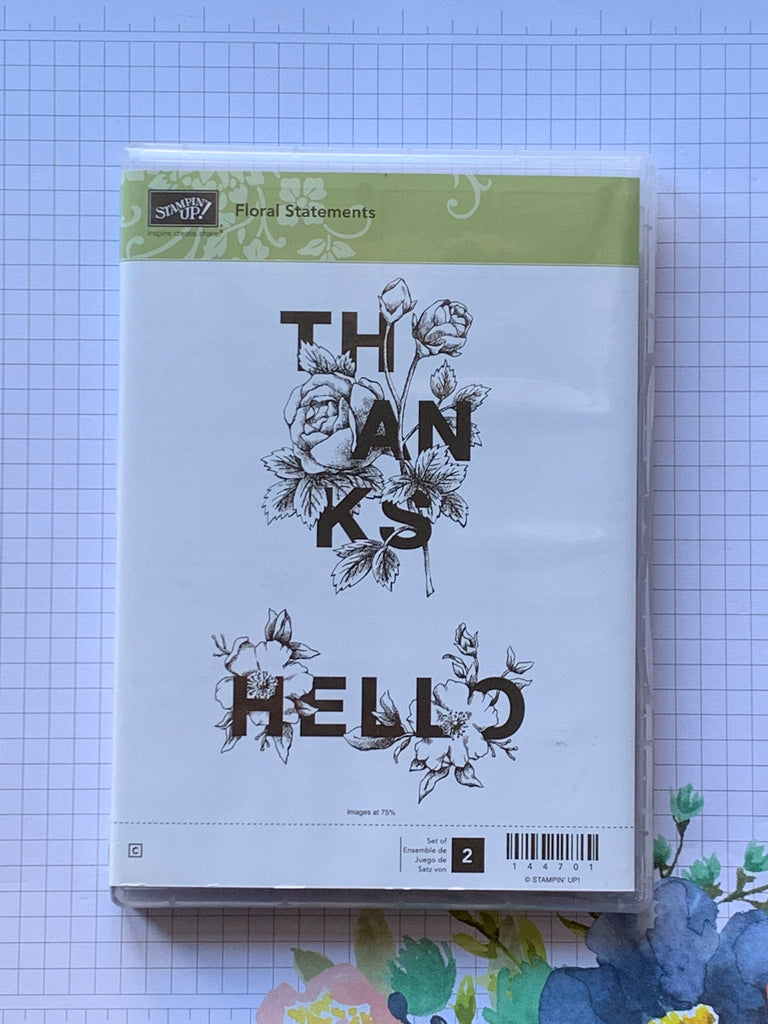 STAMPIN' UP!®
inspire.create.share.®
Floral Statements
TH
AN
KS
HELLO
Images at 75%
C
Set of
Ensemble de
Juego de
Satz von
2
144701
© STAMPIN' UP!